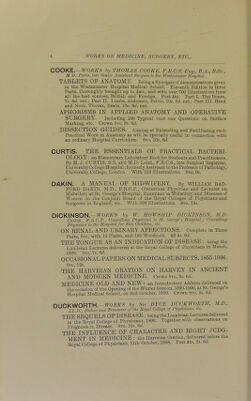 4 WORKS ON MEDICINE, SURGERY, ETC.
COOKE.—WORKS by THOMAS COOKE, F.R.C.S. Eng., B.A., B.Sc.,
M.D. Paris, late Senior Assistant Surgeon to the Westminster Hospital.
TABLETS OF ANATOMY. Being a Synopsis of demonstrations given
in the Westminster Hospital Medical School. Eleventh Edition in three
Parts, thoroughly brought up to date, and with over 700 Illustrations from
all the best sources, British and Foreign. Post 4to. Part I. The Bones,
7s. 6d. net; Part II. Limbs, Abdomen, Pelvis, 10s. 6d. net; Part III. Head
and Neck, Thorax, Brain, 10s. 6d. net.
APHORISMS IN APPLIED ANATOMY AND OPERATIVE
SURGERY. Including 100 Typical vivâ voce Questions on Surface
Marking, etc. Crown 8vo, 3s. 6d.
DISSECTION GUIDES. Aiming at Extending and Facilitating such
Practical Work in Anatomy as will be specially useful in connection with
an ordinary Hospital Curriculum. 8vo, 10s. 6d.
CURTIS. THE ESSENTIALS OF PRACTICAL BACTERI-
OLOGY: an Elementary Laboratory Book for Students and Practitioners.
By H. J. CURTIS, B.S. and M.D. Lond., F.R.C.S., late Surgical Registrar,
University College Hospital; formerly Assistant to the Professor of Pathology,
University College, London. With 133 Illustrations. 8vo, 9s.
DAKIN. A MANUAL OF MIDWIFERY. By WILLIAM RAD-
FORD DAKIN, M.D., F.R.C.P., Obstetrical Physician and Lecturer on
Midwifery at St. George's Hospital, Examiner in Midwifery and Diseases of
Women on the Conjoint Board of the Royal Colleges of Physicians and
Surgeons in England, etc. With 394 Illustrations. 8vo, 18s.
DICKINSON.—WORKS by W. HOWSHIP DICKINSON, M.D.
Cantab., F.R.C.P., Consulting Physician to St. George's Hospital; Consulting
Physician to the Hospital for Sick Children, etc.
ON RENAL AND URINARY AFFECTIONS. Complete in Three
Parts, 8vo, with 12 Plates, and 122 Woodcuts. £3 4s. 6d.
THE TONGUE AS AN INDICATION OF DISEASE; being the
Lumleian Lectures delivered at the Royal College of Physicians in March,
1888. 8vo, 7s. 6d.
OCCASIONAL PAPERS ON MEDICAL SUBJECTS, 1855-1896.
8vo, 12s.
THE HARVEIAN ORATION ON HARVEY IN ANCIENT
AND MODERN MEDICINE. Crown 8vo, 2s. 6d.
MEDICINE OLD AND NEW: an Introductory Address delivered on
the occasion of the Opening of the Winter Session, 1899-1900, at St. George's
Hospital Medical School, on 2nd October, 1899. Crown 8vo, 2s. 6d.
DUCKWORTH.—WORKS by Sir DYCE DUCKWORTH, M.D.,
LL.D., Fellow and Treasurer of the Royal College of Physicians, etc.
THE SEQUELS OF DISEASE: being the Lumleian Lectures delivered
in the Royal College of Physicians, 1896. Together with observations on
Prognosis in Disease. 8vo, 10s. 6d.
THE INFLUENCE OF CHARACTER AND RIGHT JUDG-
MENT IN MEDICINE: the Harveian Oration, delivered before the
Royal College of Physicians, 18th October, 1898. Post 4to, 2s. 6d.